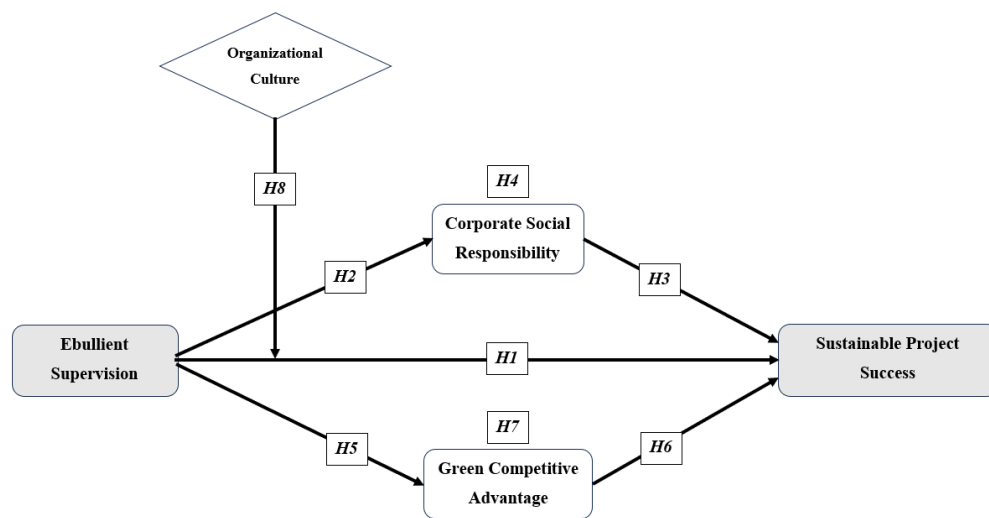 Organizational
Culture
H8
H4
Corporate Social
Responsibility
H2
H3
Ebullient
Supervision
H1
Sustainable Project
Success
H7
H5
H6
Green Competitive
Advantage